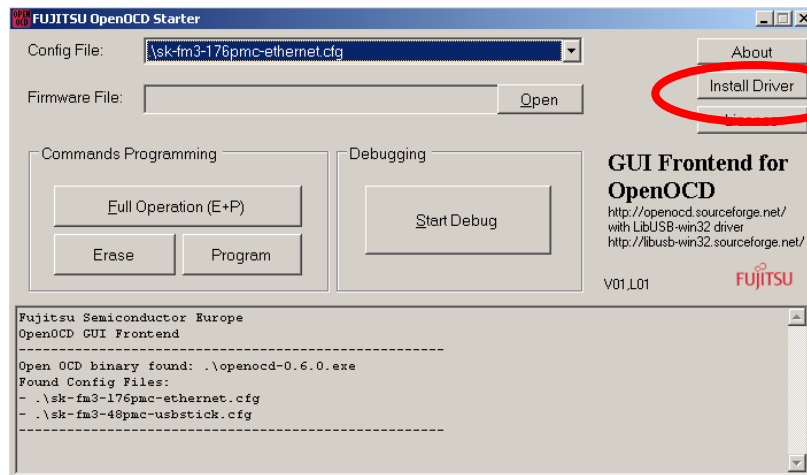 FUJITSU OpenOCD Starter
Config File:
.\sk-fm3-176pmc-ethernet.cfg
About
Install Driver
Firmware File:
Open
License
Commands Programming
Full Operation (E+P)
Erase
Program
Debugging
Start Debug
GUI Frontend for
OpenOCD
http://openocd.sourceforge.net/
with LibUSB-win32 driver
http://libusb-win32.sourceforge.net/
V01,L01
FUJITSU
Fujitsu Semiconductor Europe
OpenOCD GUI Frontend
-----------------------------------------------------
Open OCD binary found: .\openocd-0.6.0.exe
Found Config Files:
- .\sk-fm3-176pmc-ethernet.cfg
- .\sk-fm3-48pmc-usbstick.cfg
-----------------------------------------------------